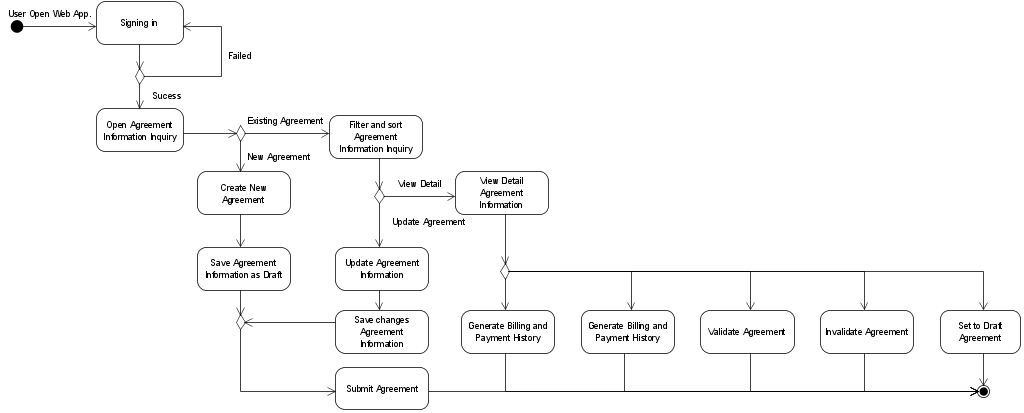 User Open Web App.
Signing in
Failed
Sucess
Open Agreement
Information Inquiry
Existing Agreement
New Agreement
Filter and sort
Agreement
Information Inquiry
Create New
Agreement
View Detail
View Detail
Agreement
Information
Update Agreement
Save Agreement
Information as Draft
Update Agreement
Information
Save changes
Agreement
Information
Generate Billing and
Payment History
Generate Billing and
Payment History
Validate Agreement
Invalidate Agreement
Set to Draft
Agreement
Submit Agreement